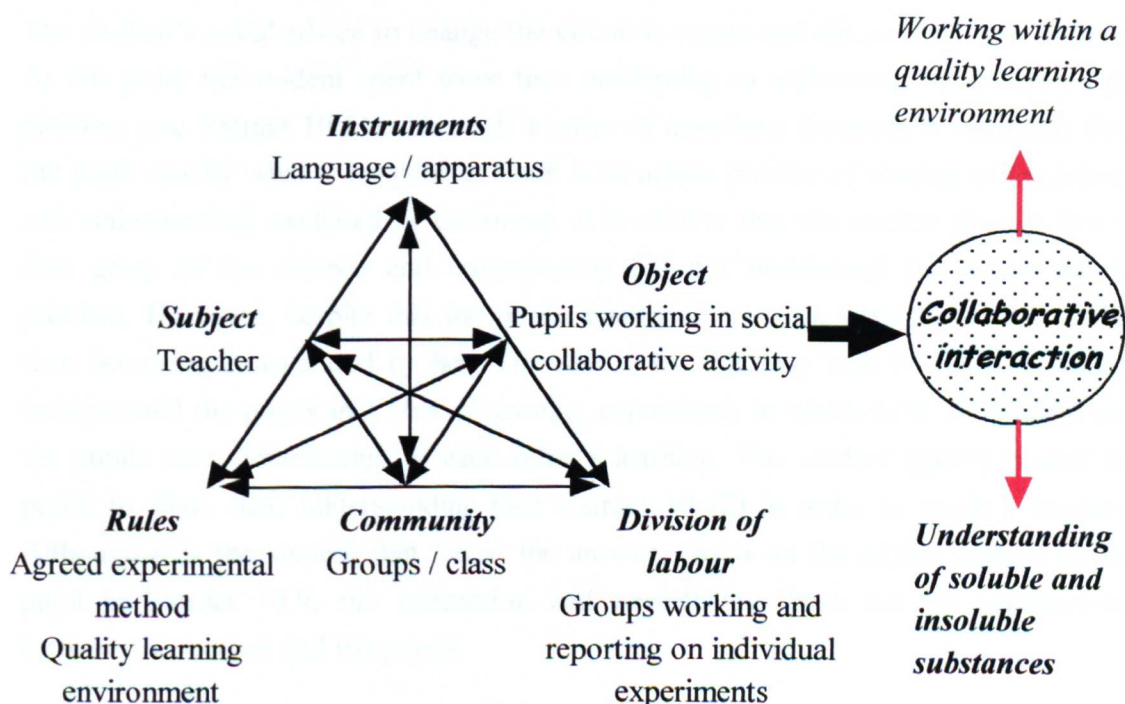 Instruments
Language / apparatus
Subject
Teacher
Object
Pupils working in social
collaborative activity
Rules
Agreed experimental
method
Quality learning
environment
Community
Groups / class
Division of
labour
Groups working and
reporting on individual
experiments
Working within a
quality learning
environment
Collaborative
interaction
Understanding
of soluble and
insoluble
substances